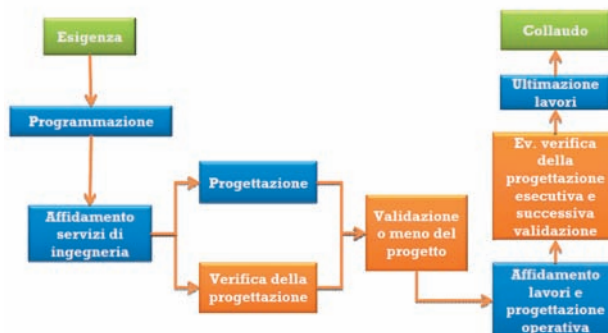 Esigenza
Programmazione
Affidamento
servizi di
ingegneria
Progettazione
Verifica della
progettazione
Validazione
o meno del
progetto
Affidamento
lavori e
progettazione
operativa
Ev. verifica
della
progettazione
esecutiva e
successiva
validazione
Ultimazione
lavori
Collaudo